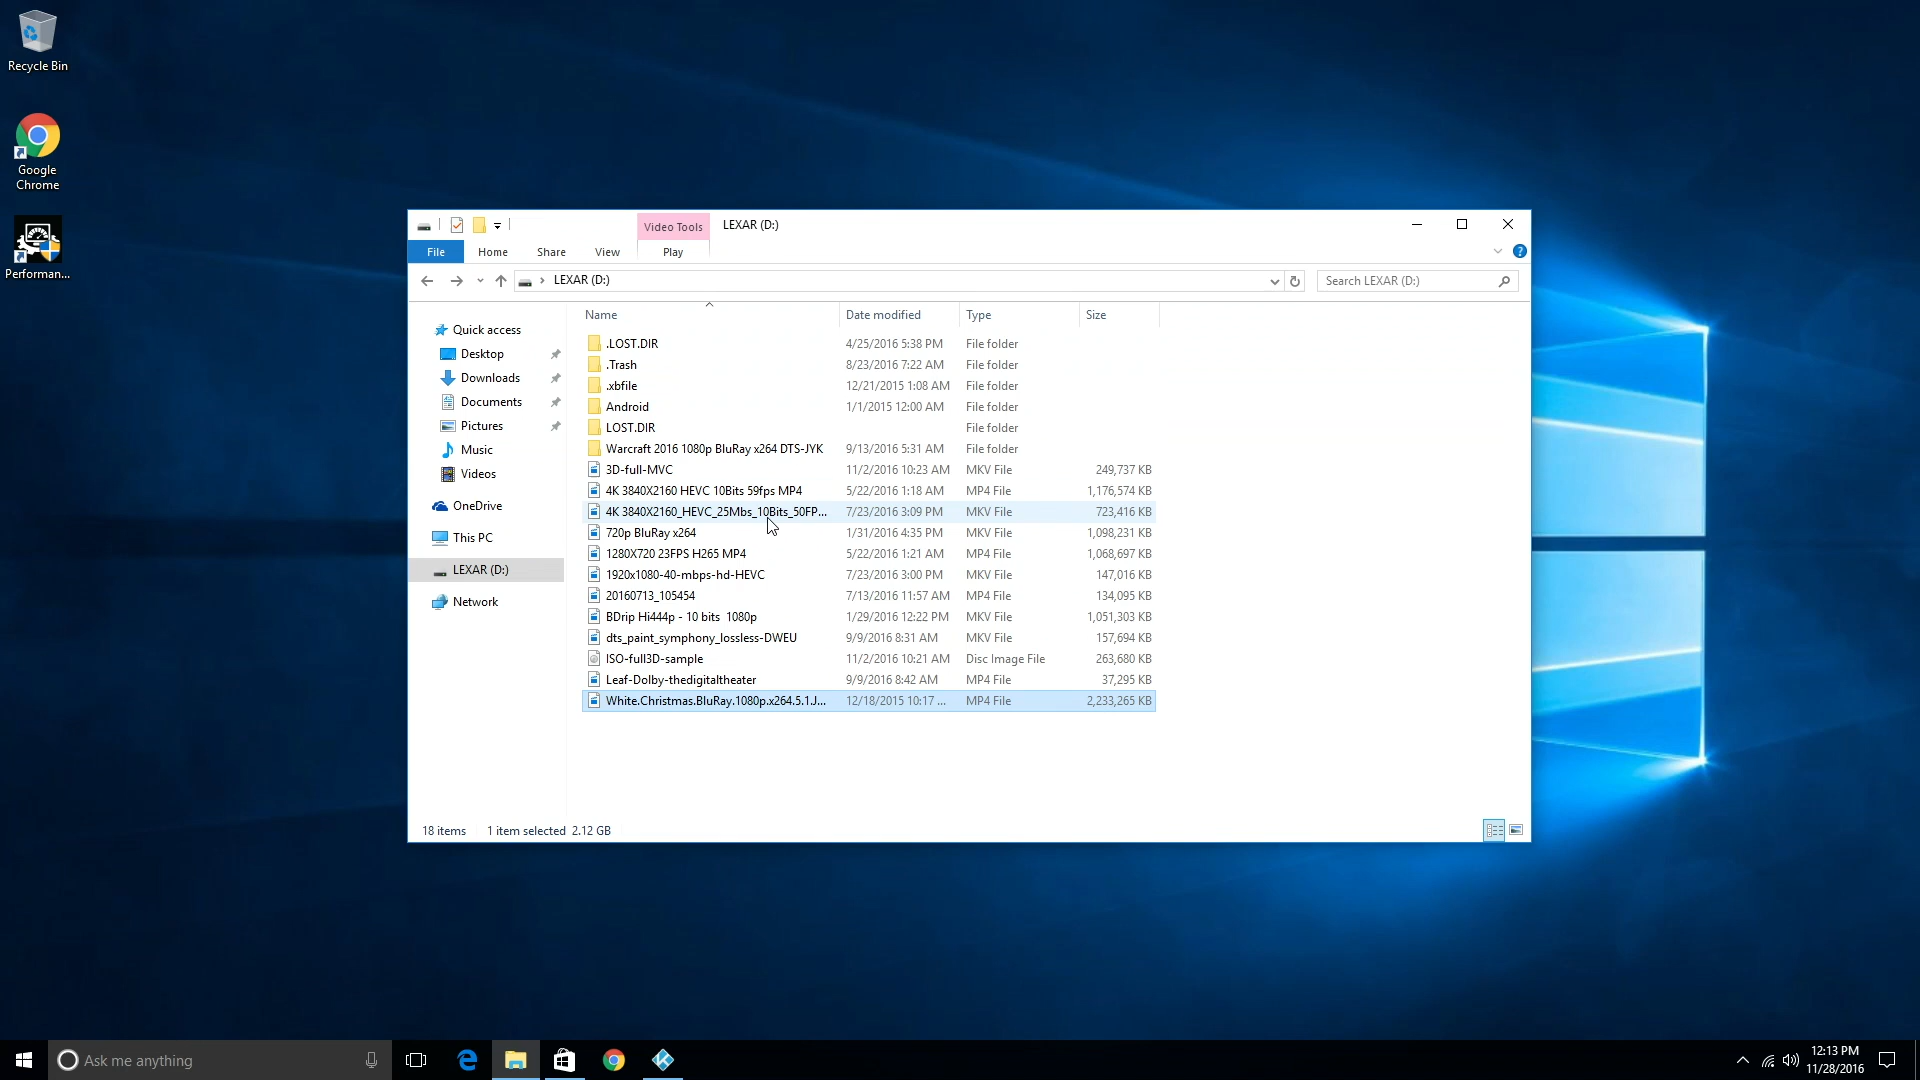 Recycle Bin
Google
Chrome
Performan...
Video Tools
LEXAR (D:)
File
Home
Share
View
Play
LEXAR (D:)
Search LEXAR (D:)
Quick access
Desktop
Downloads
Documents
Pictures
Music
Videos
OneDrive
This PC
LEXAR (D:)
Network
Name Date modified Type Size
.LOST.DIR 4/25/2016 5:38 PM File folder
.Trash 8/23/2016 7:22 AM File folder
.xbfile 12/21/2015 1:08 AM File folder
Android 1/1/2015 12:00 AM File folder
LOST.DIR File folder
Warcraft 2016 1080p BluRay x264 DTS-JYK 9/13/2016 5:31 AM File folder
3D-full-MVC 11/2/2016 10:23 AM MKV File 249,737 KB
4K 3840X2160 HEVC 10Bits 59fps MP4 5/22/2016 1:18 AM MP4 File 1,176,574 KB
4K 3840X2160_HEVC_25Mbs_10Bits_50FP... 7/23/2016 3:09 PM MKV File 723,416 KB
720p BluRay x264 1/31/2016 4:35 PM MKV File 1,098,231 KB
1280X720 23FPS H265 MP4 5/22/2016 1:21 AM MP4 File 1,068,697 KB
1920x1080-40-mbps-hd-HEVC 7/23/2016 3:00 PM MKV File 147,016 KB
20160713_105454 7/13/2016 11:57 AM MP4 File 134,095 KB
BDrip Hi444p - 10 bits 1080p 1/29/2016 12:22 PM MKV File 1,051,303 KB
dts_paint_symphony_lossless-DWEU 9/9/2016 8:31 AM MKV File 157,694 KB
ISO-full3D-sample 11/2/2016 10:21 AM Disc Image File 263,680 KB
Leaf-Dolby-thedigitaltheater 9/9/2016 8:42 AM MP4 File 37,295 KB
White.Christmas.BluRay.1080p.x264.5.1.J... 12/18/2015 10:17 ... MP4 File 2,233,265 KB
18 items 1 item selected 2.12 GB
Ask me anything
12:13 PM
11/28/2016